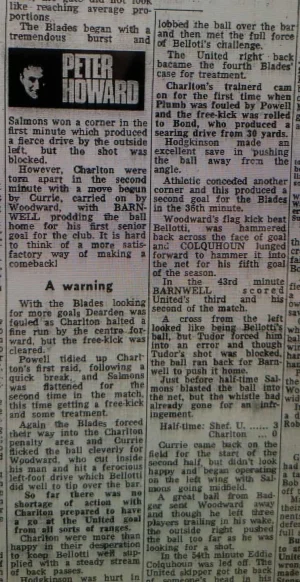 like reaching average pro-
portions.
The Blades began with a
tremendous burst and
PETER
HOWARD
Salmons won a corner in the
first minute which produced
a fierce drive by the outside
left, but the shot was
blocked.
However, Charlton were
torn apart in the second
minute with a move begun
by Currie, carried on by
Woodward, with BARN-
WELL prodding the ball
home for his first senior
goal for the club. It is hard
to think of a more satis-
factory way of making a
comeback!
A warning
With the Blades looking
for more goals Dearden was
fouled as Charlton halted a
fine run by the centre for-
ward, but the free-kick was
cleared.
Powell tidied up Charl-
ton's first raid, following a
quick break, and Salmons
was flattened for the
second time in the match,
this time getting a free-kick
and some treatment.
Again the Blades forced
their way into the Charlton
penalty area and Currie
flicked the ball cleverly for
Woodward, who cut inside
his man and hit a ferocious
left-foot drive which Bellotti
did well to tip over the bar.
So far there was no
shortage of action with
Charlton prepared to have
a go at the United goal
from all sorts of ranges.
Charlton were more than
happy in their desperation
to keep Bellotti well sup-
plied with a steady stream
of back passes.
Hodgkinson was hurt in
lobbed the ball over the bar
and then met the full force
of Bellotti's challenge.
The United right back
bacame the fourth Blades'
case for treatment.
Charlton's trainerd cam
on for the first time when
Plumb was fouled by Powell
and the free-kick was rolled
to Bond, who produced a
searing drive from 30 yards.
Hodgkinson made an
excellent save in pushing
the ball away from the
angle.
Athletic conceded another
corner and this produced a
second goal for the Blades
in the 36th minute.
Woodward's flag kick beat
Bellotti, was hammered
back across the face of goal
and COLQUHOUN lunged
forward to hammer it into
the net for his fifth goal
of the season.
In the 43rd minute
BARNWELL scored
United's third and his
second of the match.
A cross from the left
looked like being Bellotti's
ball, but Tudor forced him
into an error and though
Tudor's shot was blocked,
the ball ran back for Barn-
well to push it home.
Just before half-time Sal-
mons blasted the ball into
the net, but the whistle had
already gone for an infr-
ingement.
Half-time: Shef. U. ... 3
Charlton ... 0
Currie came back on the
field for the start of the
second half, but didn't look
happy and began operating
on the left wing with Sal-
mons going midfield.
A great ball from Bad-
ger sent Woodward away
and though he left three
players trailing in his wake,
the outside right pushed
the ball too far as he was
looking for a shot.
In the 54th minute Eddie
Colquhoun was led off. The
United skipper got the back